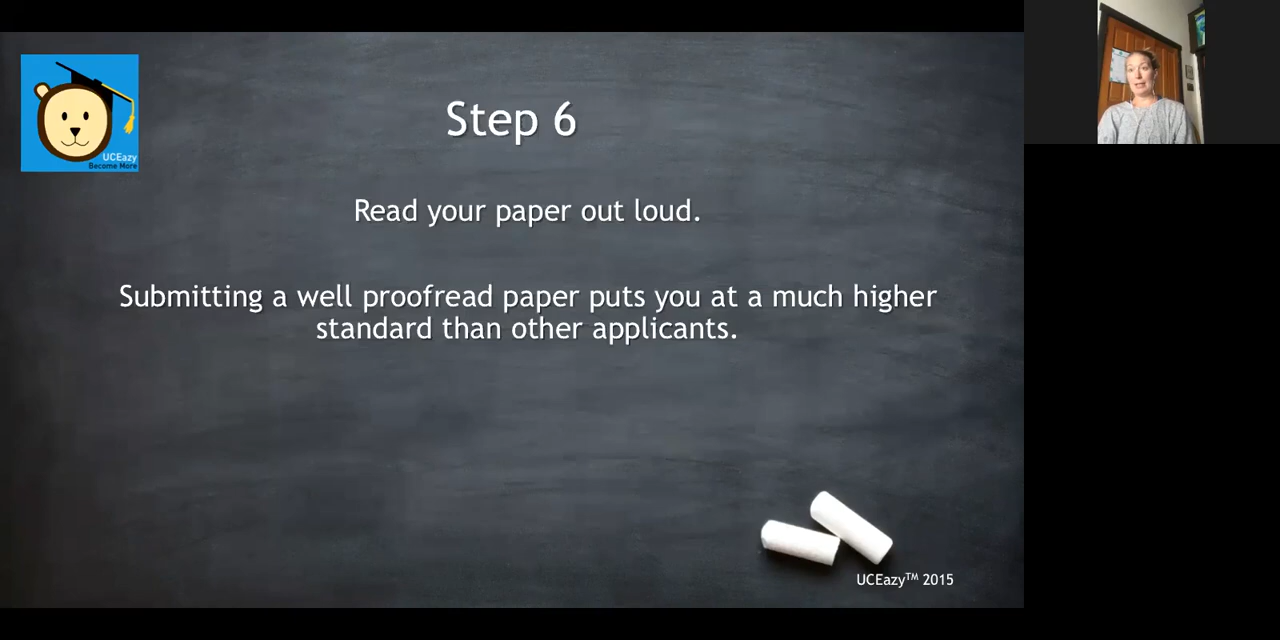 UCEazy
Become More
Step 6
Read your paper out loud.
Submitting a well proofread paper puts you at a much higher
standard than other applicants.
UCEazy™ 2015